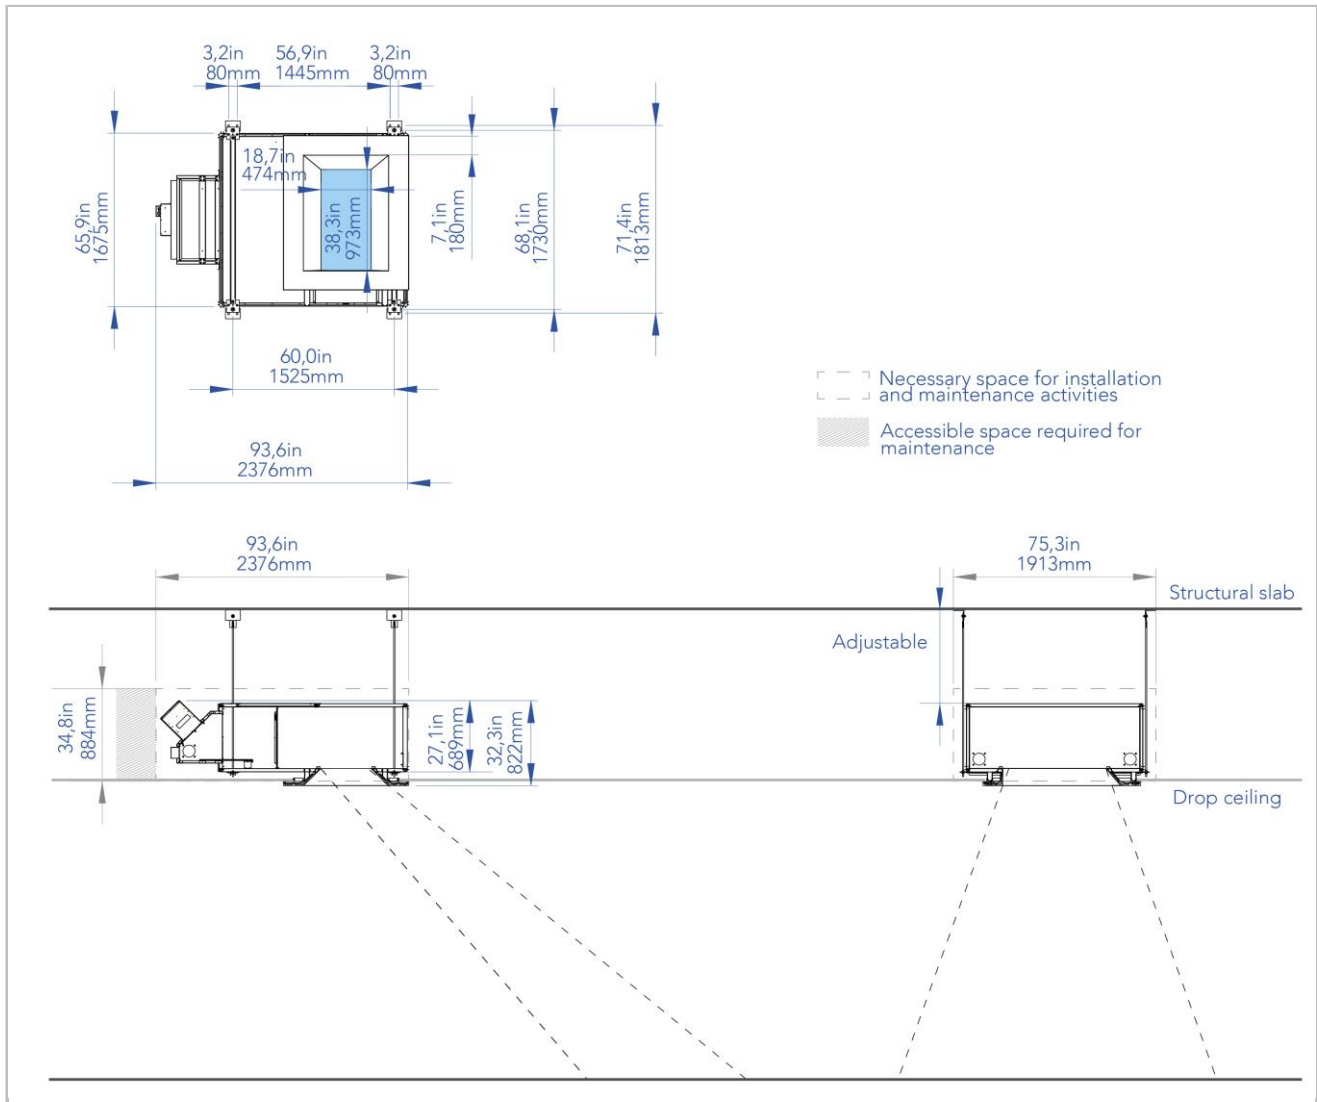 3,2in
80mm
56,9in
1445mm
3,2in
80mm
18,7in
474mm
38,3in
973mm
7,1in
180mm
65,9in
1675mm
68,1in
1730mm
71,4in
1813mm
60,0in
1525mm
93,6in
2376mm
Necessary space for installation
and maintenance activities
Accessible space required for
maintenance
93,6in
2376mm
75,3in
1913mm
Structural slab
Adjustable
34,8in
884mm
27,1in
689mm
32,3in
822mm
Drop ceiling